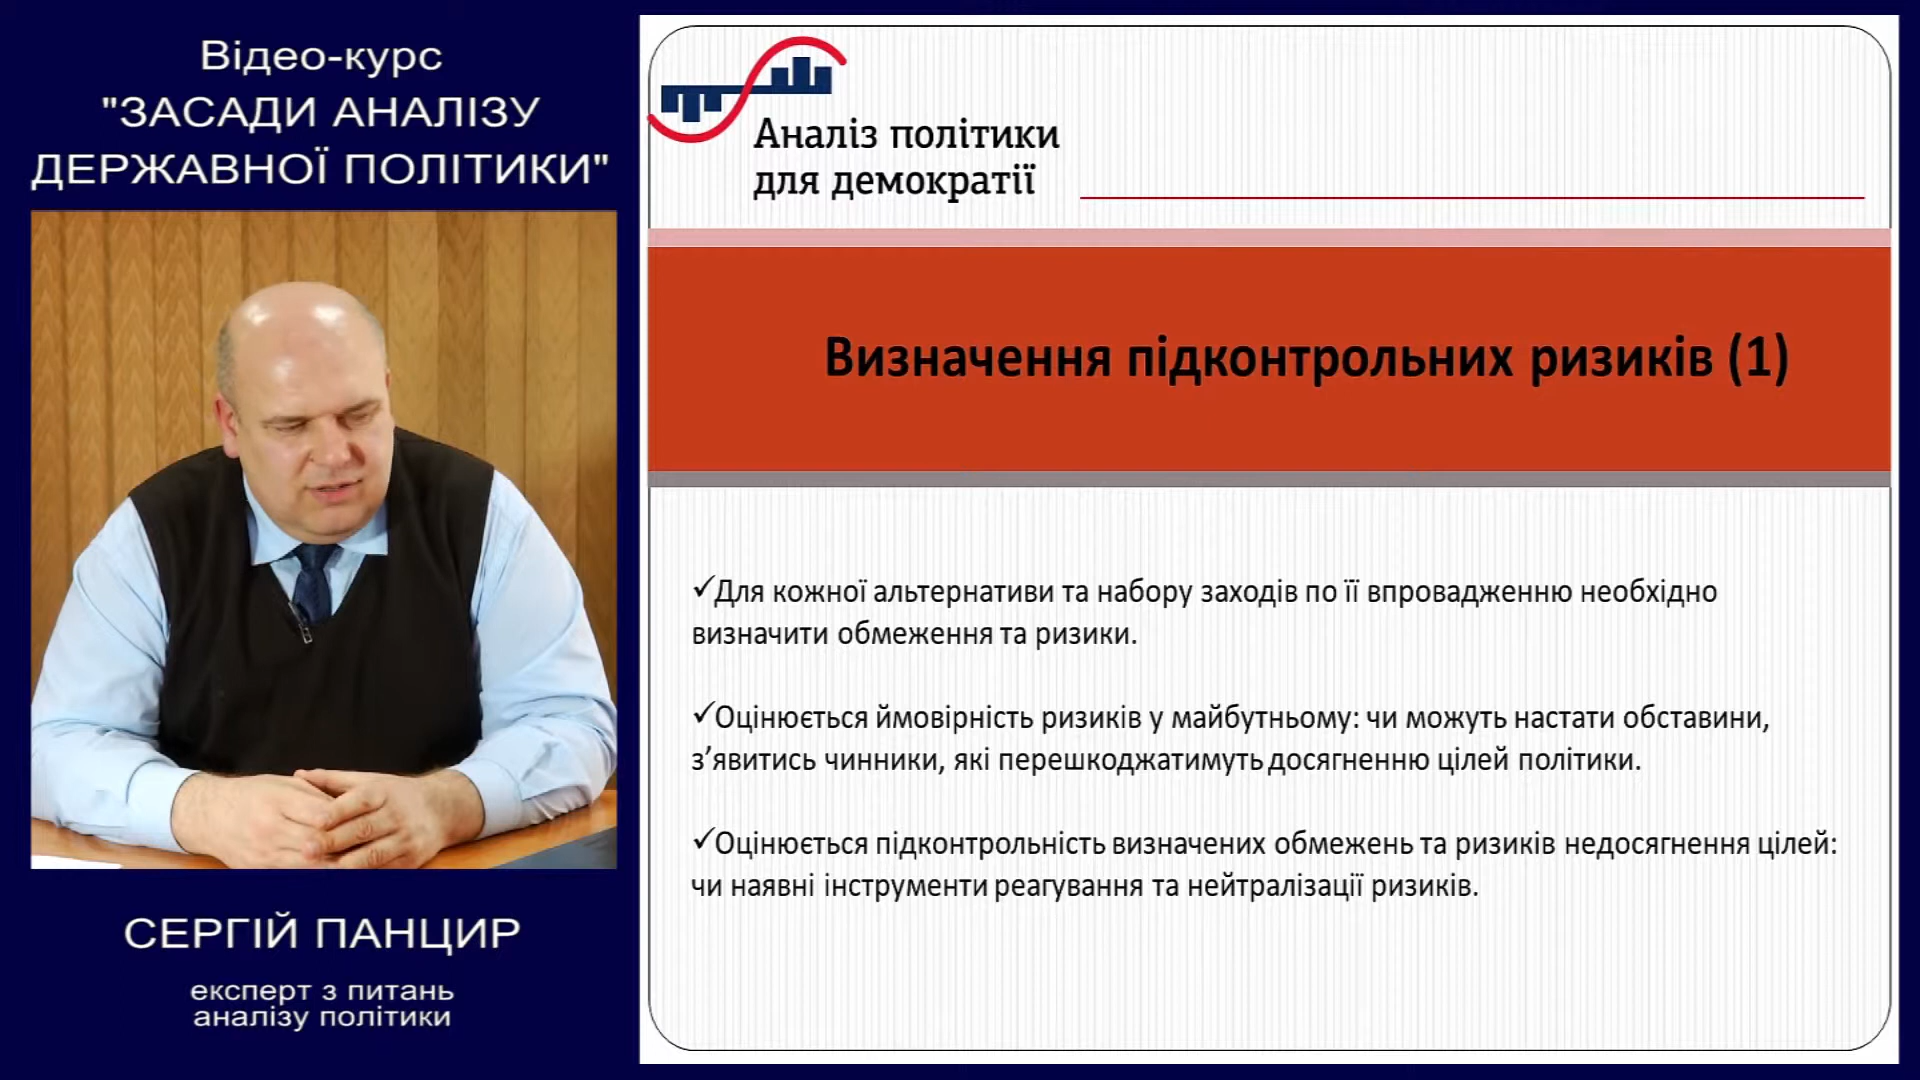 Відео-курс
"ЗАСАДИ АНАЛІЗУ
ДЕРЖАВНОЇ ПОЛІТИКИ"
СЕРГІЙ ПАНЦИР
експерт з питань
аналізу політики
Аналіз політики
для демократії
Визначення підконтрольних ризиків (1)
✓Для кожної альтернативи та набору заходів по її впровадженню необхідно
визначити обмеження та ризики.
✓Оцінюється ймовірність ризиків у майбутньому: чи можуть настати обставини,
з’явитись чинники, які перешкоджатимуть досягненню цілей політики.
✓Оцінюється підконтрольність визначених обмежень та ризиків недосягнення цілей:
чи наявні інструменти реагування та нейтралізації ризиків.